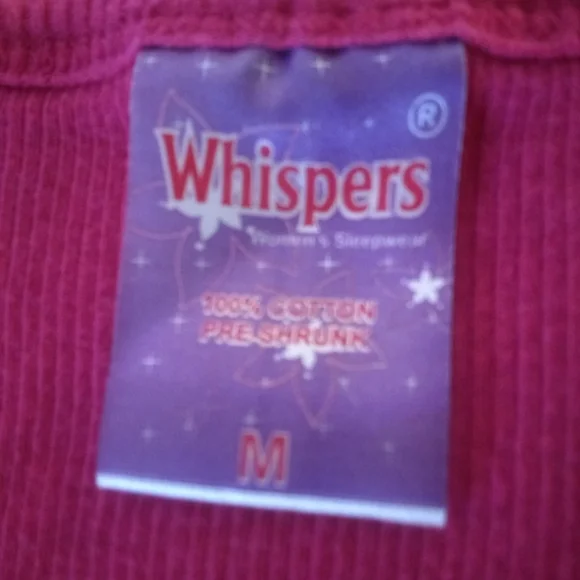 ®
Whispers
Women's Sleepwear
100% COTTON
PRE-SHRUNK
M